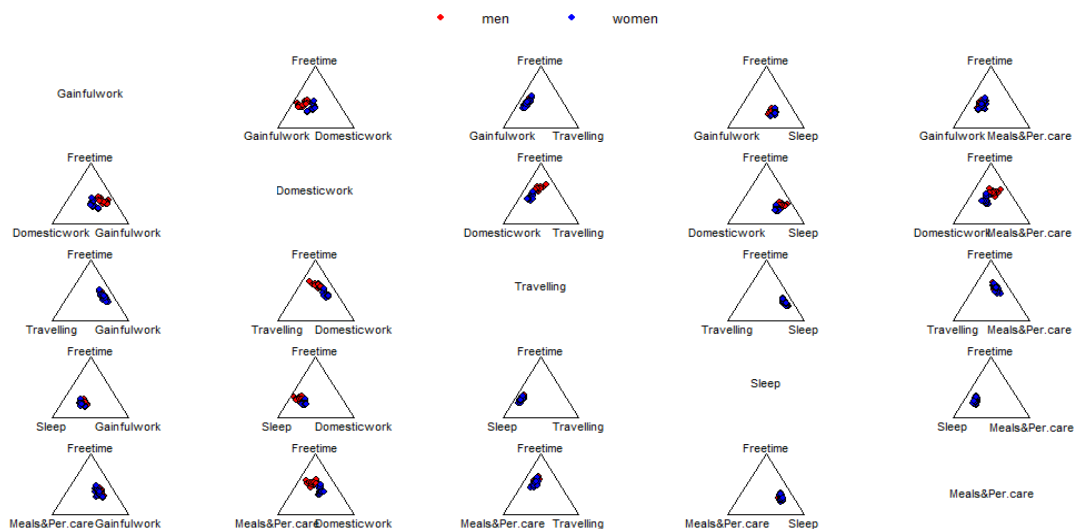 men women
Freetime Freetime Freetime Freetime
Gainfulwork
Gainfulwork Domesticwork Gainfulwork Travelling Gainfulwork Sleep Gainfulwork Meals&Per.care
Freetime Freetime Freetime Freetime
Domesticwork
Domesticwork Gainfulwork Domesticwork Travelling Domesticwork Sleep Domesticwork Meals&Per.care
Freetime Freetime Freetime Freetime
Travelling
Travelling Gainfulwork Travelling Domesticwork Travelling Sleep Travelling Meals&Per.care
Freetime Freetime Freetime Freetime
Sleep
Sleep Gainfulwork Sleep Domesticwork Sleep Travelling Sleep Meals&Per.care
Freetime Freetime Freetime Freetime
Meals&Per.care
Meals&Per.care Gainfulwork Meals&Per.care Domesticwork Meals&Per.care Travelling Meals&Per.care Sleep